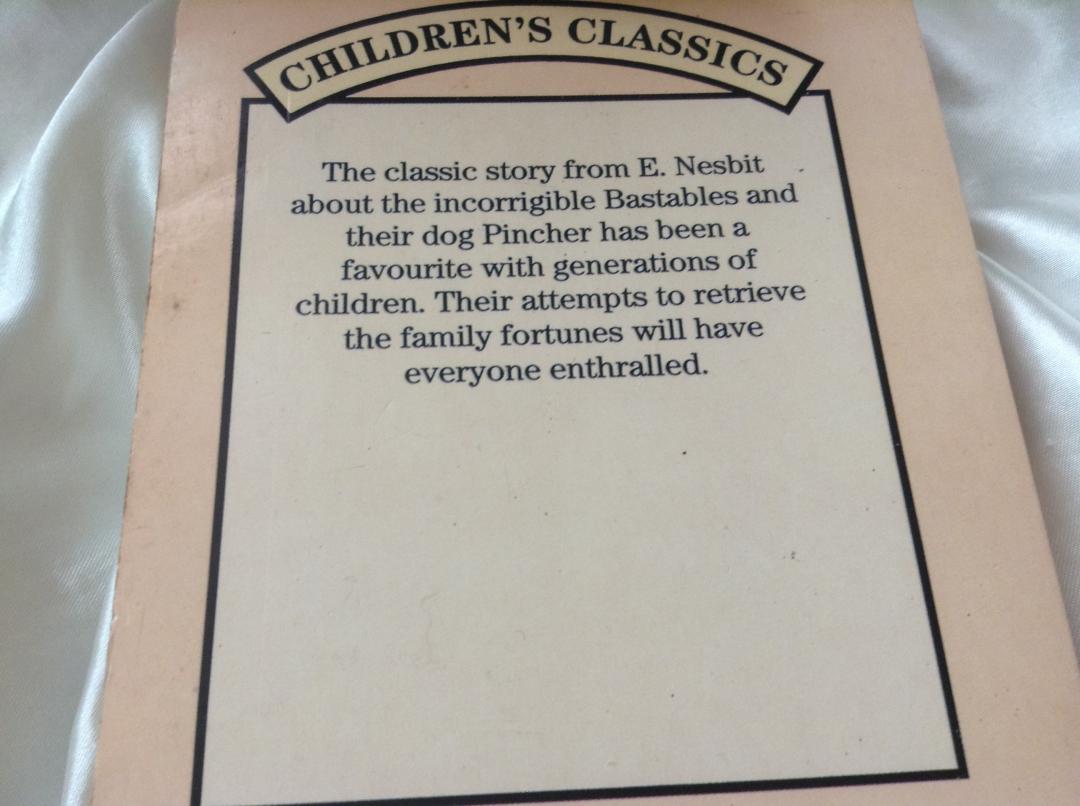 CHILDREN'S CLASSICS
The classic story from E. Nesbit
about the incorrigible Bastables and
their dog Pincher has been a
favourite with generations of
children. Their attempts to retrieve
the family fortunes will have
everyone enthralled.